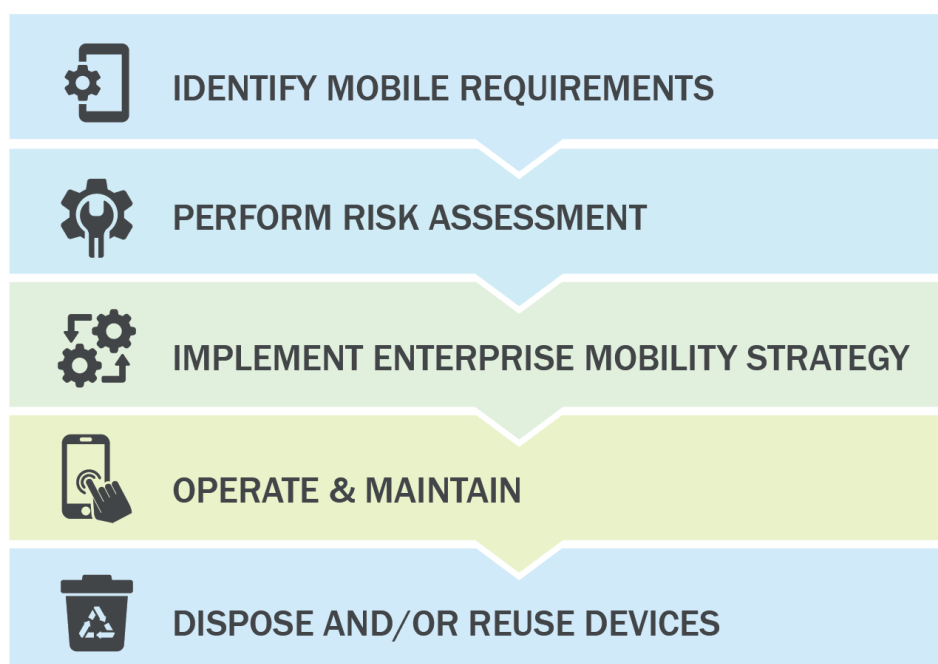 IDENTIFY MOBILE REQUIREMENTS
PERFORM RISK ASSESSMENT
IMPLEMENT ENTERPRISE MOBILITY STRATEGY
OPERATE & MAINTAIN
DISPOSE AND/OR REUSE DEVICES